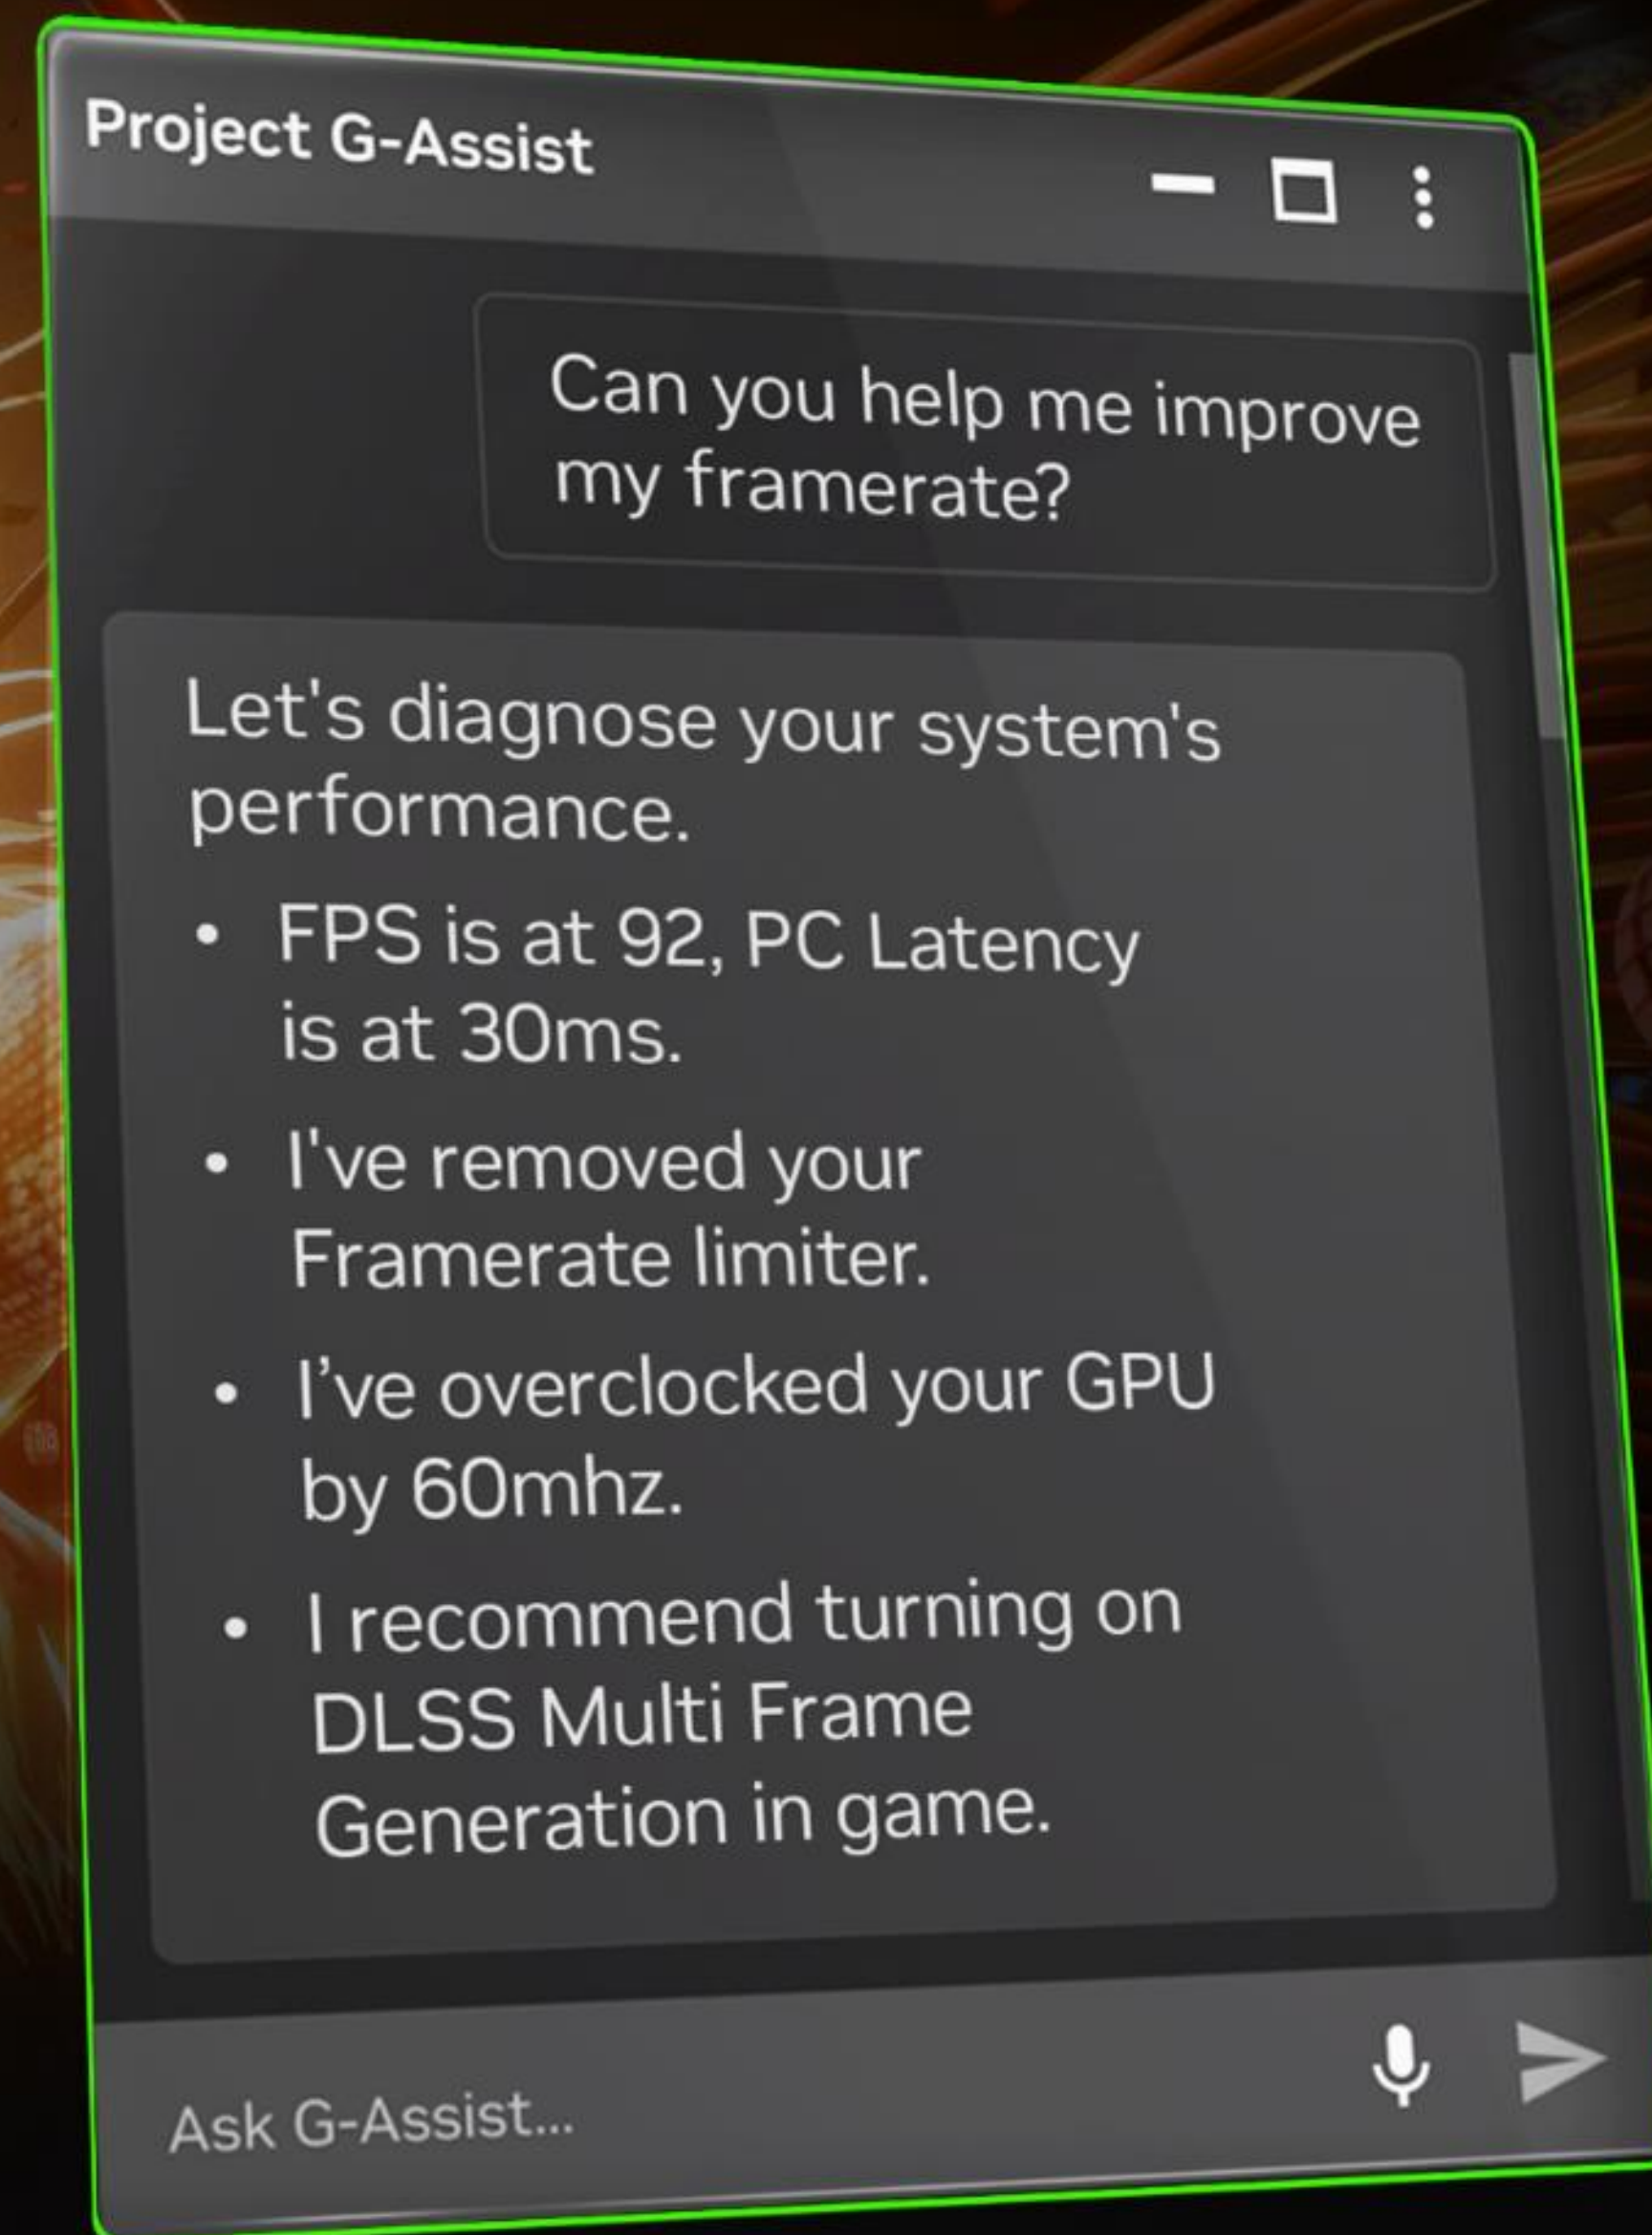 Project G-Assist
Can you help me improve
my framerate?
Let's diagnose your system's
performance.
• FPS is at 92, PC Latency
is at 30ms.
• I've removed your
Framerate limiter.
• I’ve overclocked your GPU
by 60mhz.
• I recommend turning on
DLSS Multi Frame
Generation in game.
Ask G-Assist...